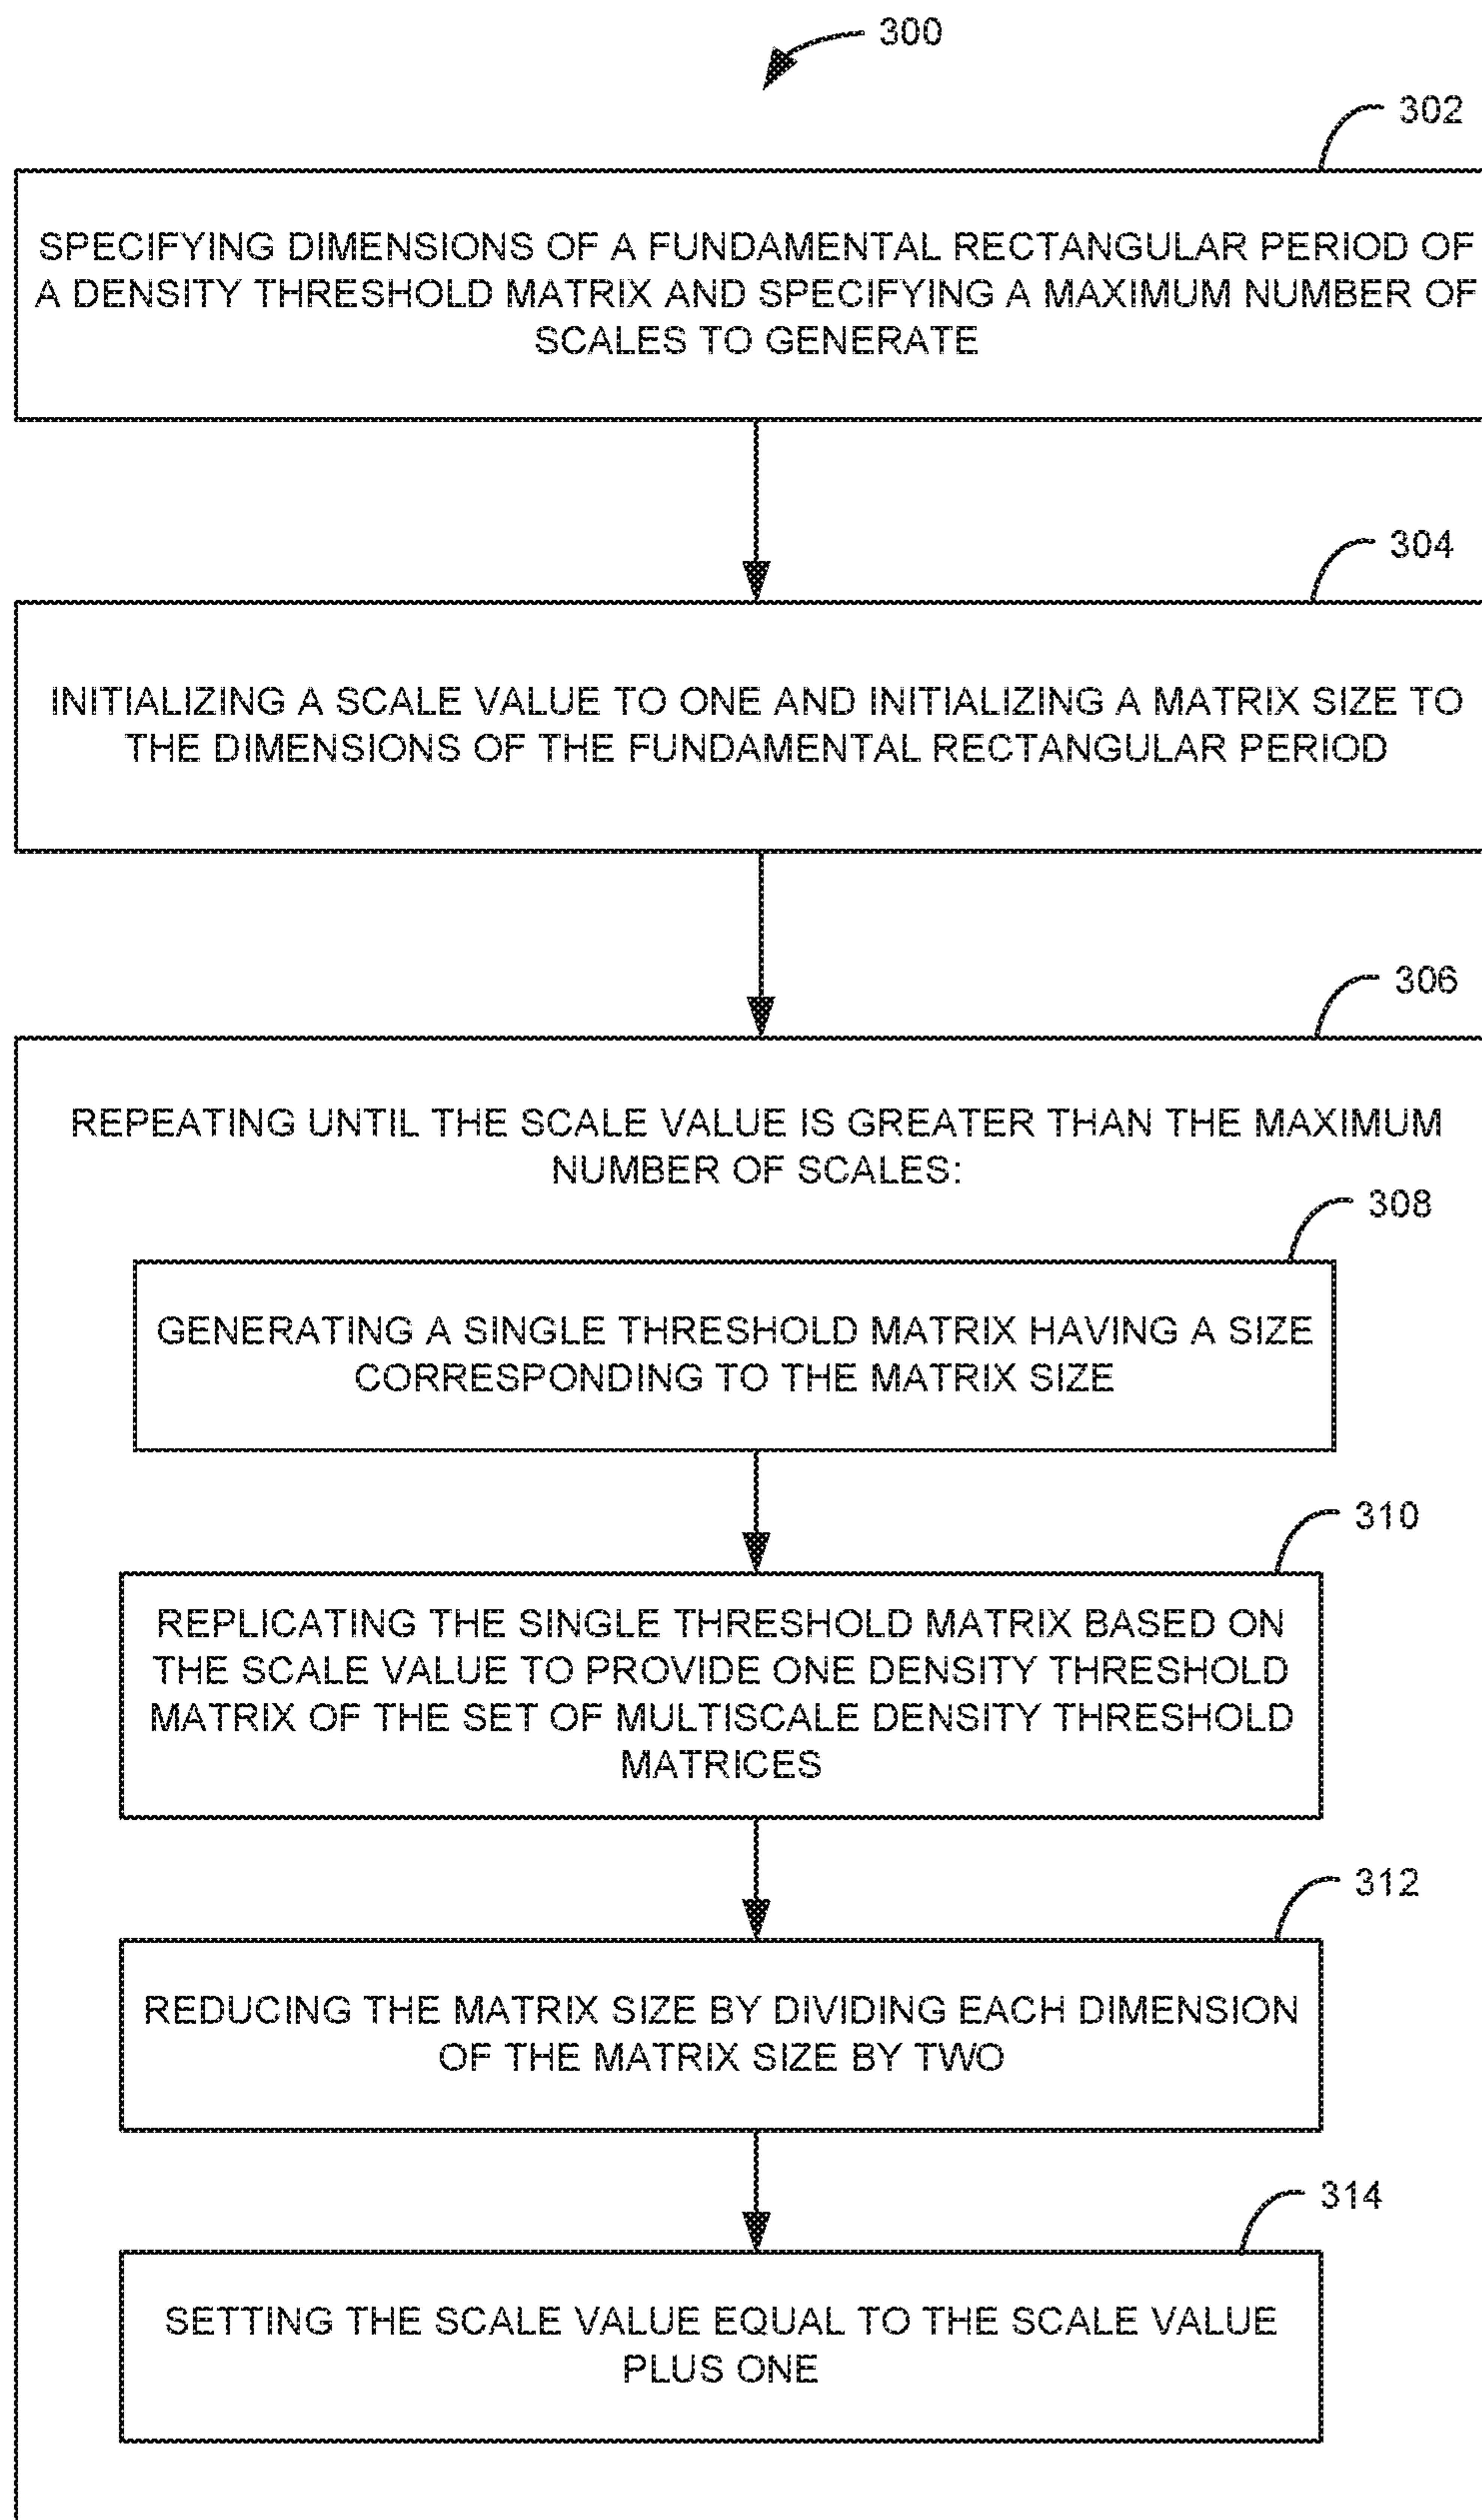 300
302
SPECIFYING DIMENSIONS OF A FUNDAMENTAL RECTANGULAR PERIOD OF
A DENSITY THRESHOLD MATRIX AND SPECIFYING A MAXIMUM NUMBER OF
SCALES TO GENERATE
304
INITIALIZING A SCALE VALUE TO ONE AND INITIALIZING A MATRIX SIZE TO
THE DIMENSIONS OF THE FUNDAMENTAL RECTANGULAR PERIOD
306
REPEATING UNTIL THE SCALE VALUE IS GREATER THAN THE MAXIMUM
NUMBER OF SCALES:
308
GENERATING A SINGLE THRESHOLD MATRIX HAVING A SIZE
CORRESPONDING TO THE MATRIX SIZE
310
REPLICATING THE SINGLE THRESHOLD MATRIX BASED ON
THE SCALE VALUE TO PROVIDE ONE DENSITY THRESHOLD
MATRIX OF THE SET OF MULTISCALE DENSITY THRESHOLD
MATRICES
312
REDUCING THE MATRIX SIZE BY DIVIDING EACH DIMENSION
OF THE MATRIX SIZE BY TWO
314
SETTING THE SCALE VALUE EQUAL TO THE SCALE VALUE
PLUS ONE